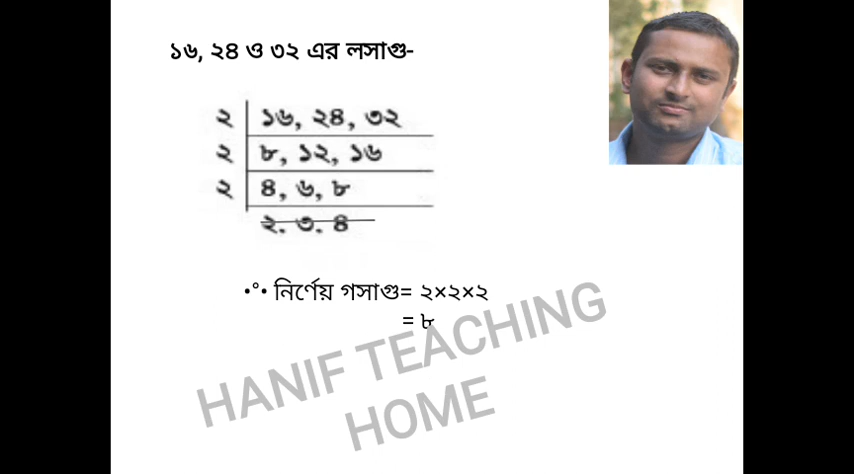 ১৬, ২৪ ও ৩২ এর লসাগু-
২ ১৬, ২৪, ৩২
২ ৮, ১২, ১৬
২ ৪, ৬, ৮
২. ৩. ৪
•°• নির্ণেয় গসাগু= ২×২×২
= ৮
HANIF TEACHING
HOME